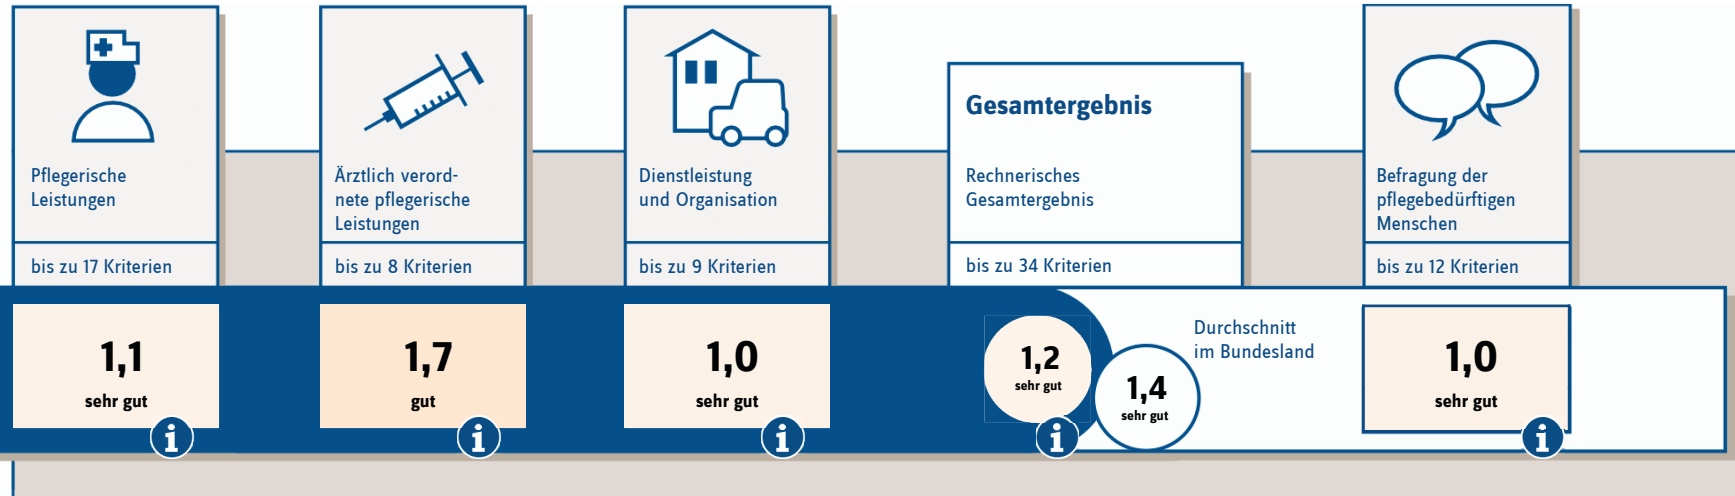 Pflegerische
Leistungen
bis zu 17 Kriterien
1,1
sehr gut
i
Ärztlich verord-
nete pflegerische
Leistungen
bis zu 8 Kriterien
1,7
gut
i
Dienstleistung
und Organisation
bis zu 9 Kriterien
1,0
sehr gut
i
Gesamtergebnis
Rechnerisches
Gesamtergebnis
bis zu 34 Kriterien
1,2
sehr gut
i
1,4
sehr gut
Durchschnitt
im Bundesland
Befragung der
pflegebedürftigen
Menschen
bis zu 12 Kriterien
1,0
sehr gut
i